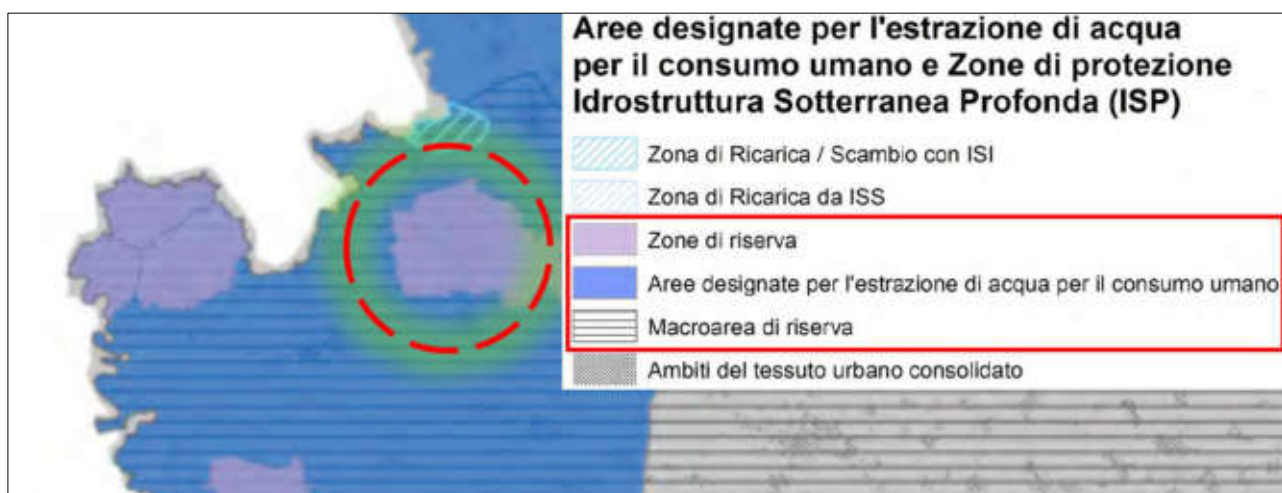 Aree designate per l'estrazione di acqua
per il consumo umano e Zone di protezione
Idrostruttura Sotterranea Profonda (ISP)
Zona di Ricarica / Scambio con ISI
Zona di Ricarica da ISS
Zone di riserva
Aree designate per l'estrazione di acqua per il consumo umano
Macroarea di riserva
Ambiti del tessuto urbano consolidato